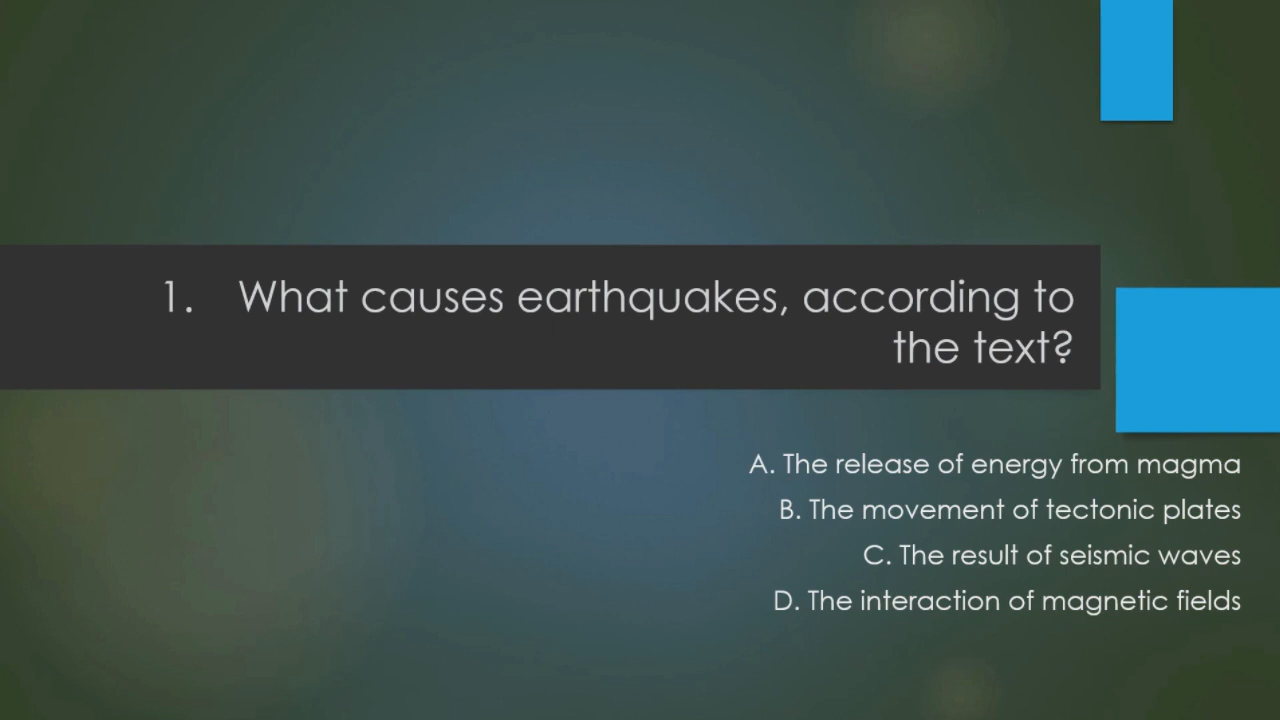 1. What causes earthquakes, according to
the text?
A. The release of energy from magma
B. The movement of tectonic plates
C. The result of seismic waves
D. The interaction of magnetic fields